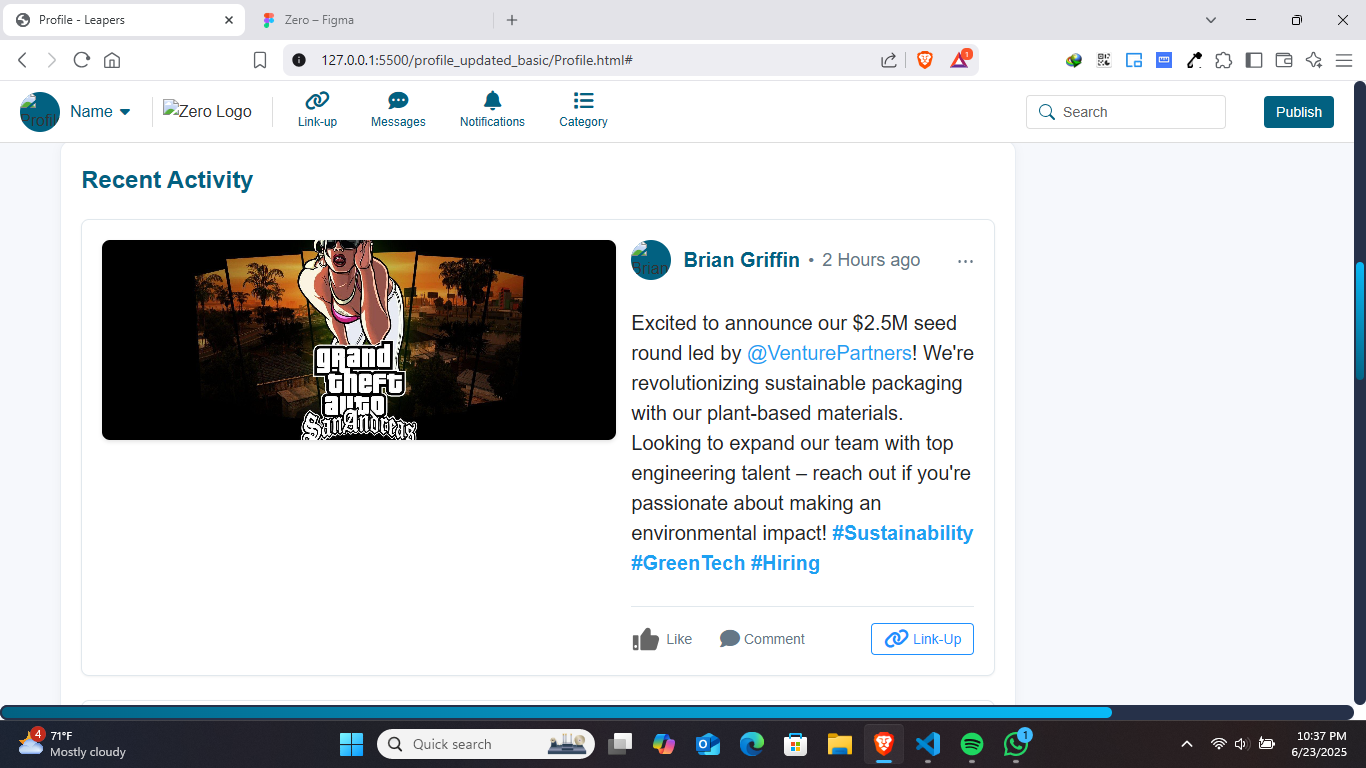 Profile - Leapers
Zero – Figma
127.0.0.1:5500/profile_updated_basic/Profile.html#
1
Profil
Name
Zero Logo
Link-up
Messages
Notifications
Category
Search
Publish
Recent Activity
grand
theft
auto
San Andreas
Brian
Brian Griffin • 2 Hours ago
Excited to announce our $2.5M seed
round led by @VenturePartners! We're
revolutionizing sustainable packaging
with our plant-based materials.
Looking to expand our team with top
engineering talent – reach out if you're
passionate about making an
environmental impact! #Sustainability
#GreenTech #Hiring
Like
Comment
Link-Up
4
71°F
Mostly cloudy
Quick search
1
10:37 PM
6/23/2025